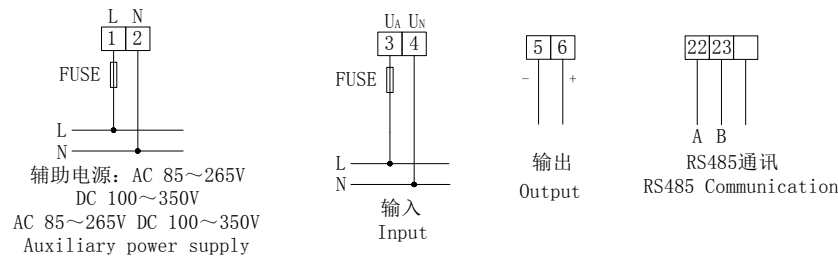 L N
1 2
FUSE
L
N
辅助电源: AC 85～265V
DC 100～350V
AC 85～265V DC 100～350V
Auxiliary power supply
UA UN
3 4
FUSE
L
N
输入
Input
5 6
- +
输出
Output
22 23
A B
RS485通讯
RS485 Communication